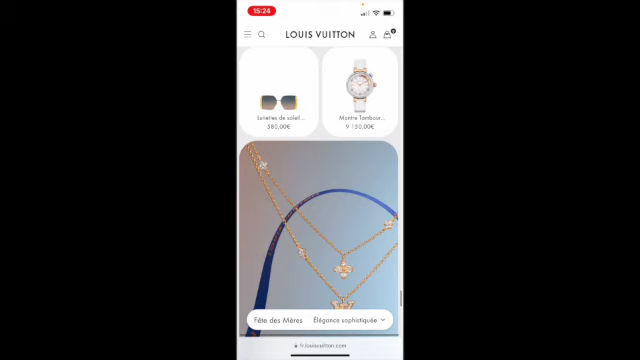 15:24
LOUIS VUITTON
0
Lunettes de soleil...
580,00€
Montre Tambour...
9 150,00€
Fête des Mères
Élégance sophistiquée
fr.louisvuitton.com